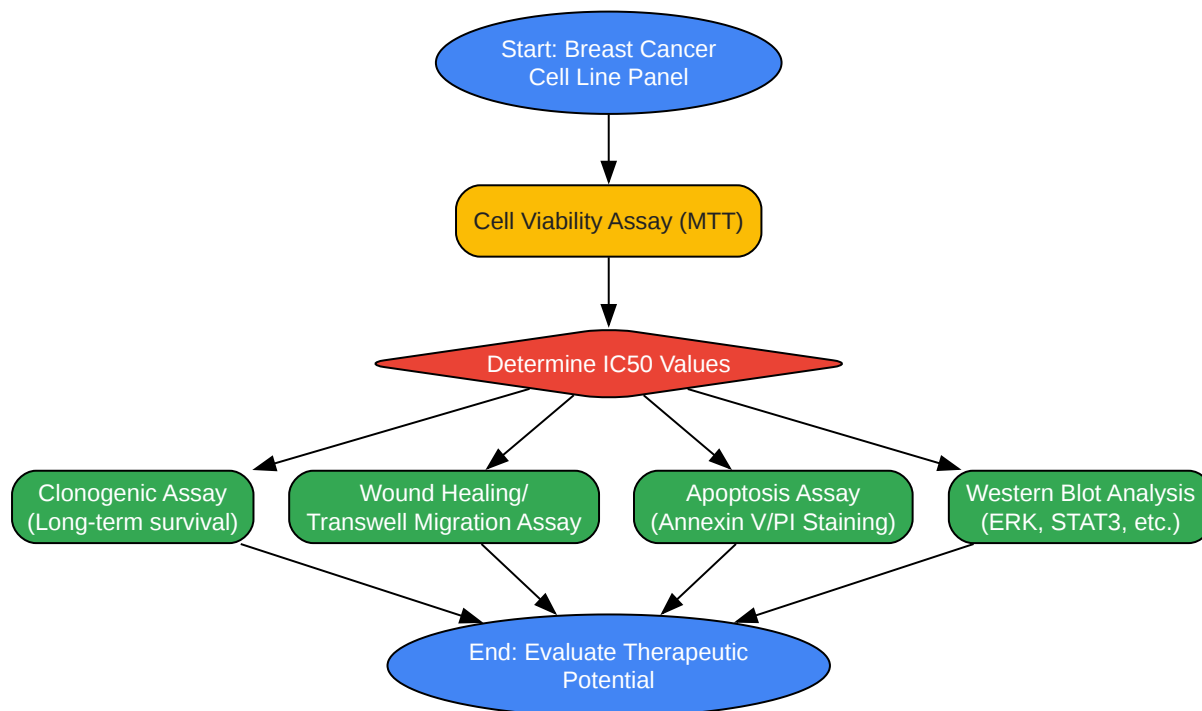 Start: Breast Cancer
Cell Line Panel
Cell Viability Assay (MTT)
Determine IC50 Values
Clonogenic Assay
(Long-term survival)
Wound Healing/
Transwell Migration Assay
Apoptosis Assay
(Annexin V/PI Staining)
Western Blot Analysis
(ERK, STAT3, etc.)
End: Evaluate Therapeutic
Potential